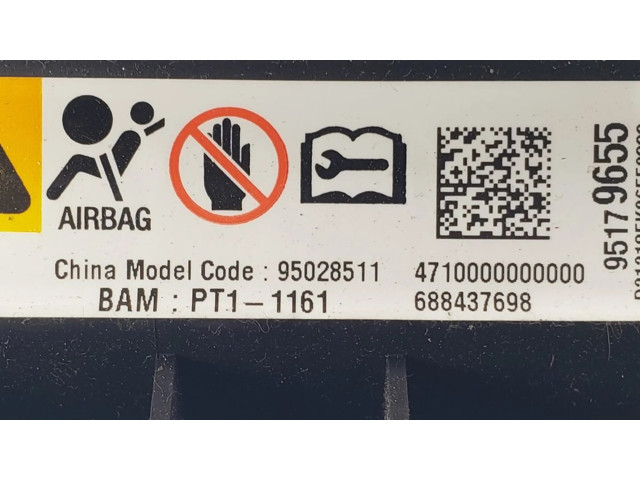 AIRBAG
China Model Code : 95028511
BAM : PT1-1161
4710000000000
688437698
95179655